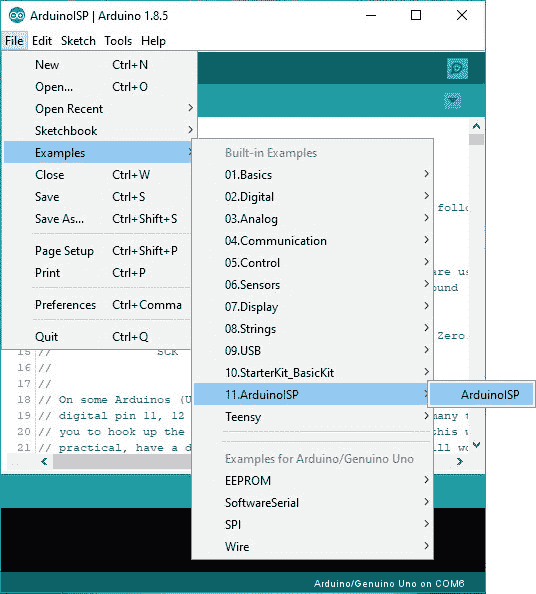 ArduinoISP | Arduino 1.8.5
File Edit Sketch Tools Help
New Ctrl+N
Open... Ctrl+O
Open Recent
Sketchbook
Examples
Close Ctrl+W
Save Ctrl+S
Save As... Ctrl+Shift+S
Page Setup Ctrl+Shift+P
Print Ctrl+P
Preferences Ctrl+Comma
Quit Ctrl+Q
Built-in Examples
01.Basics
02.Digital
03.Analog
04.Communication
05.Control
06.Sensors
07.Display
08.Strings
09.USB
10.StarterKit_BasicKit
11.ArduinoISP
Teensy
Examples for Arduino/Genuino Uno
EEPROM
SoftwareSerial
SPI
Wire
ArduinoISP
follo
are us
ound
Zero.
15 // SCK
16 //
17 //
18 // On some Arduinos (U
19 // digital pin 11, 12 many t
20 // you to hook up the this w
21 // practical, have a d ll wo
Arduino/Genuino Uno on COM6